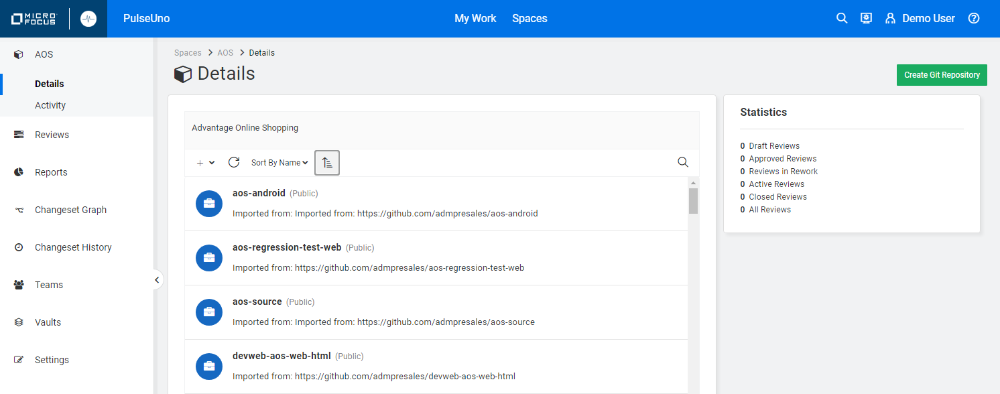 MICRO
FOCUS
PulseUno
My Work
Spaces
Demo User
AOS
Details
Activity
Reviews
Reports
Changeset Graph
Changeset History
Teams
Vaults
Settings
Spaces > AOS > Details
Details
Create Git Repository
Advantage Online Shopping
+
Sort By Name
aos-android (Public)
Imported from: Imported from: https://github.com/admpresales/aos-android
aos-regression-test-web (Public)
Imported from: https://github.com/admpresales/aos-regression-test-web
aos-source (Public)
Imported from: Imported from: https://github.com/admpresales/aos-source
devweb-aos-web-html (Public)
Imported from: https://github.com/admpresales/devweb-aos-web-html
Statistics
0 Draft Reviews
0 Approved Reviews
0 Reviews in Rework
0 Active Reviews
0 Closed Reviews
0 All Reviews